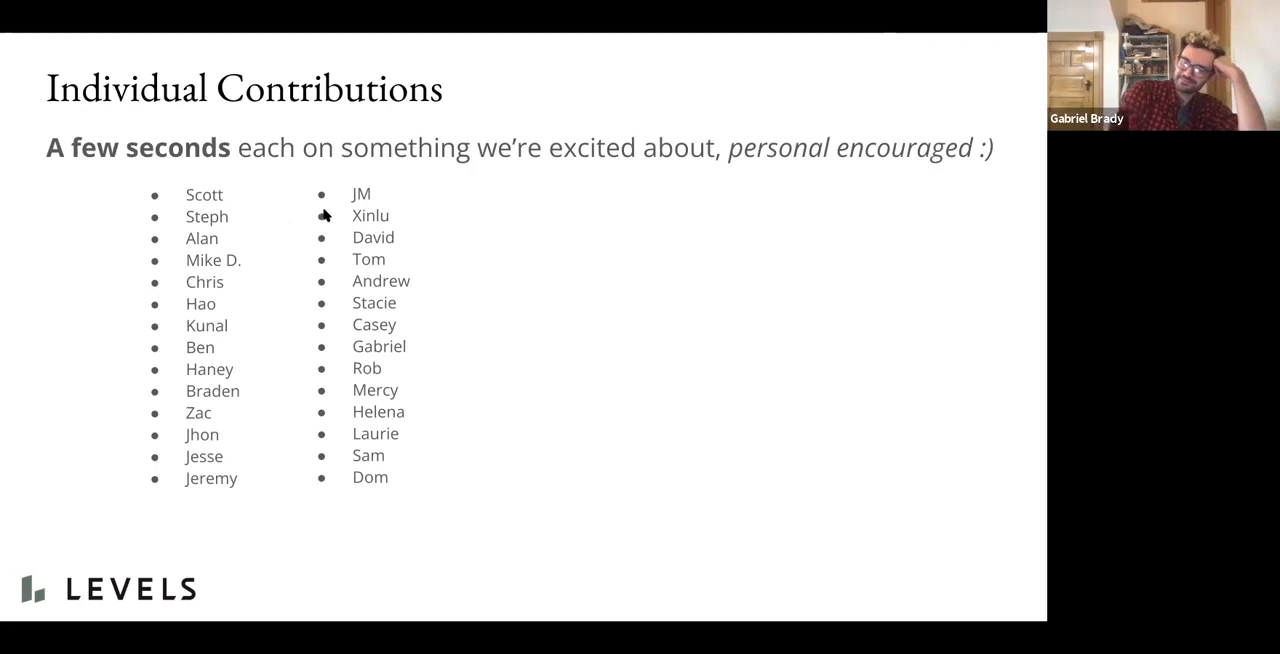 Individual Contributions
A few seconds each on something we’re excited about, personal encouraged :)
● Scott
● Steph
● Alan
● Mike D.
● Chris
● Hao
● Kunal
● Ben
● Haney
● Braden
● Zac
● Jhon
● Jesse
● Jeremy
● JM
● Xinlu
● David
● Tom
● Andrew
● Stacie
● Casey
● Gabriel
● Rob
● Mercy
● Helena
● Laurie
● Sam
● Dom
LEVELS
Gabriel Brady